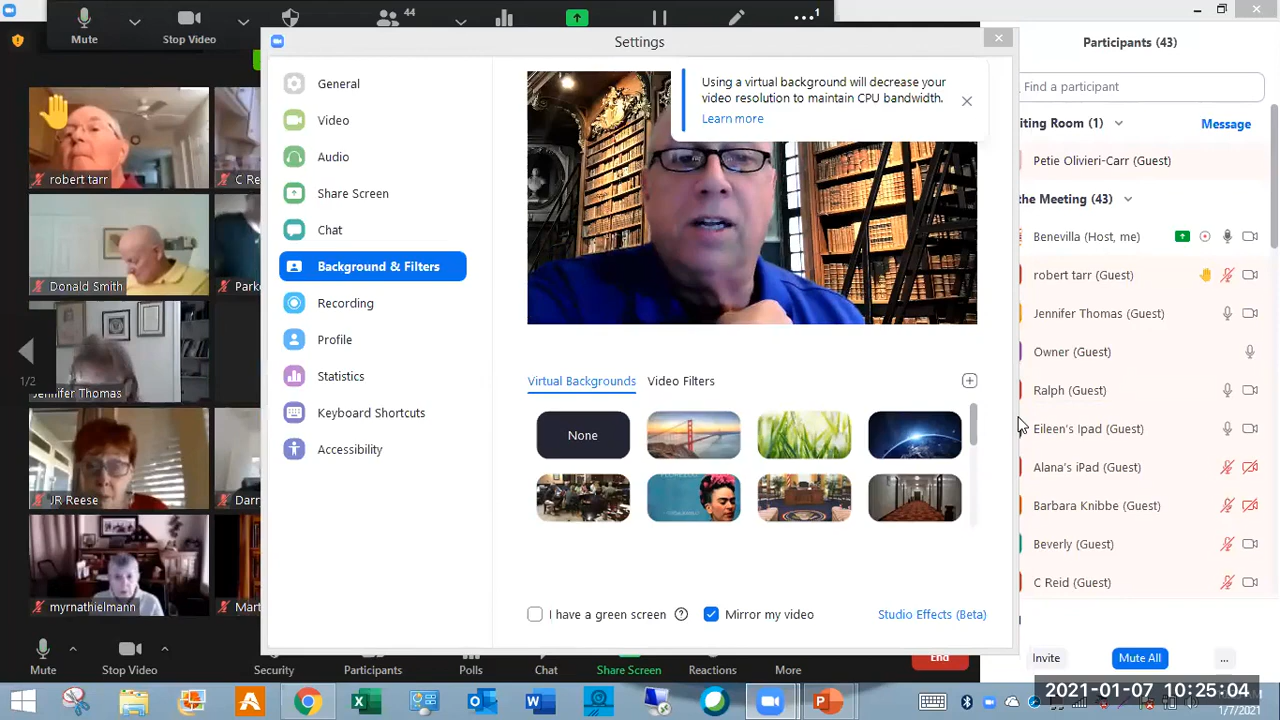 44
1
Mute
Stop Video
Settings
Participants (43)
Find a participant
iting Room (1)
Message
Petie Olivieri-Carr (Guest)
the Meeting (43)
Benevilla (Host, me)
robert tarr (Guest)
Jennifer Thomas (Guest)
Owner (Guest)
Ralph (Guest)
Eileen's Ipad (Guest)
Alana's iPad (Guest)
Barbara Knibbe (Guest)
Beverly (Guest)
C Reid (Guest)
Invite
Mute All
...
robert tarr
C Re
Donald Smith
Parke
Jennifer Thomas
1/2
JR Reese
Darr
myrnathielmann
Mart
General
Video
Audio
Share Screen
Chat
Background & Filters
Recording
Profile
Statistics
Keyboard Shortcuts
Accessibility
Using a virtual background will decrease your
video resolution to maintain CPU bandwidth.
Learn more
Virtual Backgrounds
Video Filters
None
I have a green screen
Mirror my video
Studio Effects (Beta)
Mute
Stop Video
Security
Participants
Polls
Chat
Share Screen
Reactions
More
End
2021-01-07 10:25:04
1/7/2021